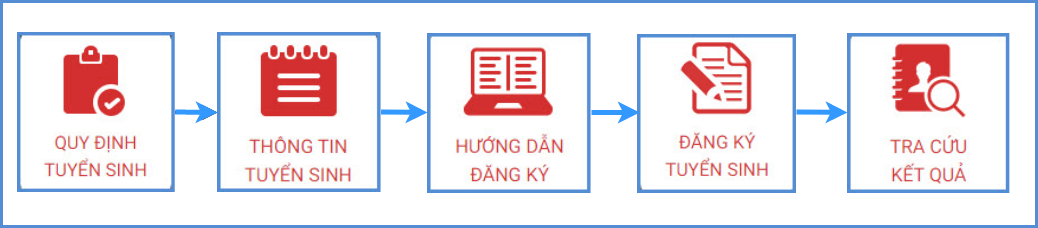 QUY ĐỊNH
TUYỂN SINH
THÔNG TIN
TUYỂN SINH
HƯỚNG DẪN
ĐĂNG KÝ
ĐĂNG KÝ
TUYỂN SINH
TRA CỨU
KẾT QUẢ